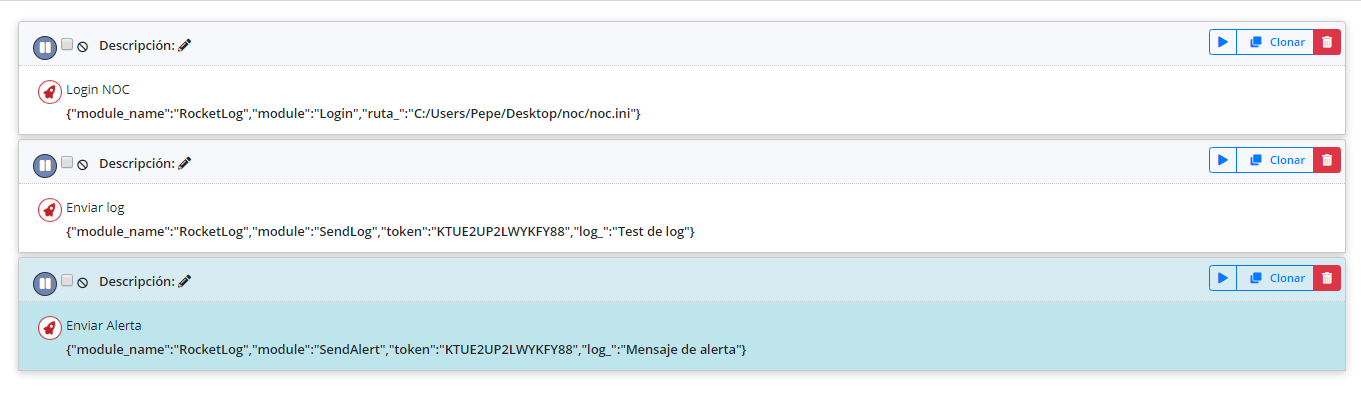 Descripción:
Clonar
Login NOC
{"module_name":"RocketLog","module":"Login","ruta_":"C:/Users/Pepe/Desktop/noc/noc.ini"}
Descripción:
Clonar
Enviar log
{"module_name":"RocketLog","module":"SendLog","token":"KTUE2UP2LWYKFY88","log_":"Test de log"}
Descripción:
Clonar
Enviar Alerta
{"module_name":"RocketLog","module":"SendAlert","token":"KTUE2UP2LWYKFY88","log_":"Mensaje de alerta"}